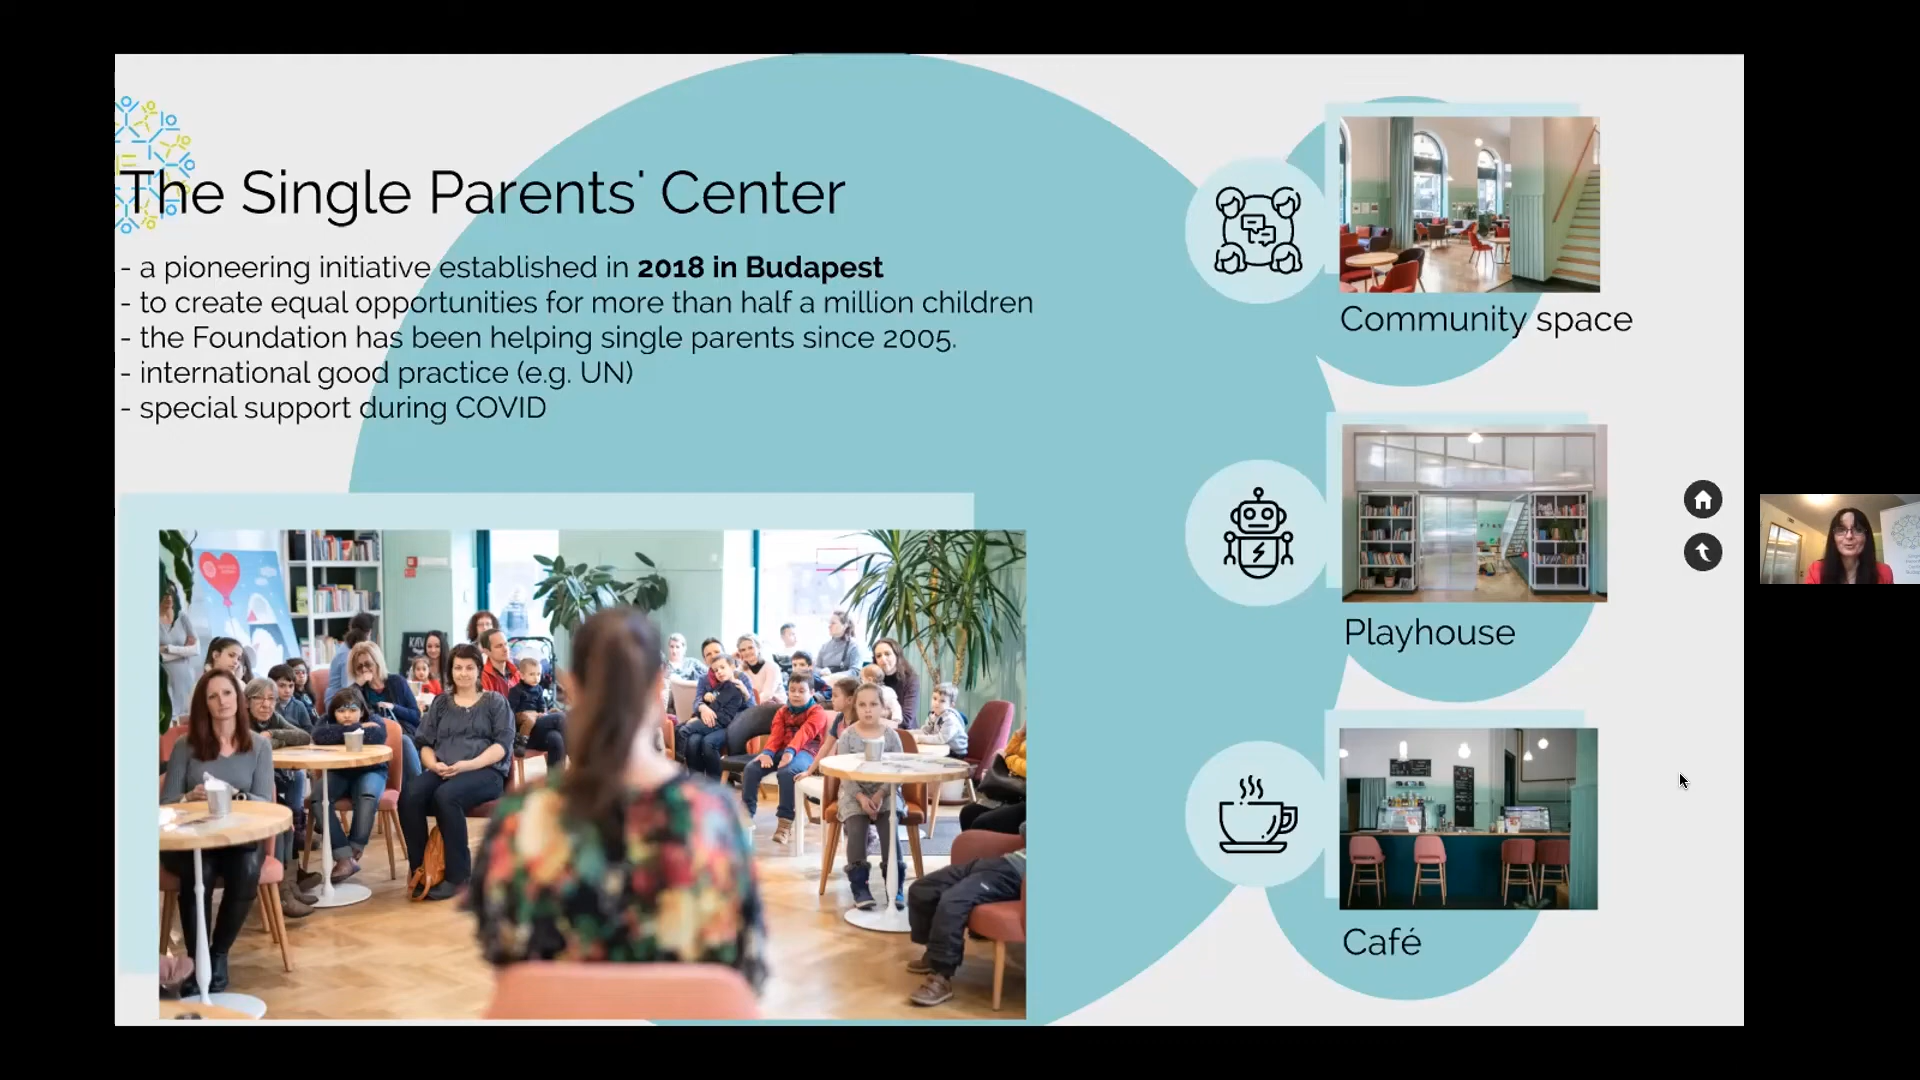 The Single Parents' Center
- a pioneering initiative established in 2018 in Budapest
- to create equal opportunities for more than half a million children
- the Foundation has been helping single parents since 2005.
- international good practice (e.g. UN)
- special support during COVID
Community space
Playhouse
Café